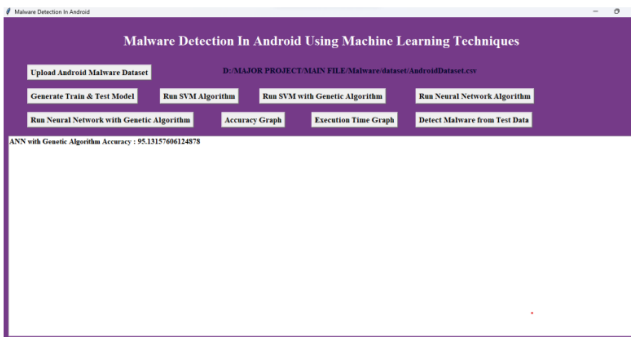 Malware Detection In Android
Malware Detection In Android Using Machine Learning Techniques
Upload Android Malware Dataset D:/MAJOR PROJECT/MAIN FILE/Malware/dataset/AndroidDataset.csv
Generate Train & Test Model Run SVM Algorithm Run SVM with Genetic Algorithm Run Neural Network Algorithm
Run Neural Network with Genetic Algorithm Accuracy Graph Execution Time Graph Detect Malware from Test Data
ANN with Genetic Algorithm Accuracy : 95.13157606124878